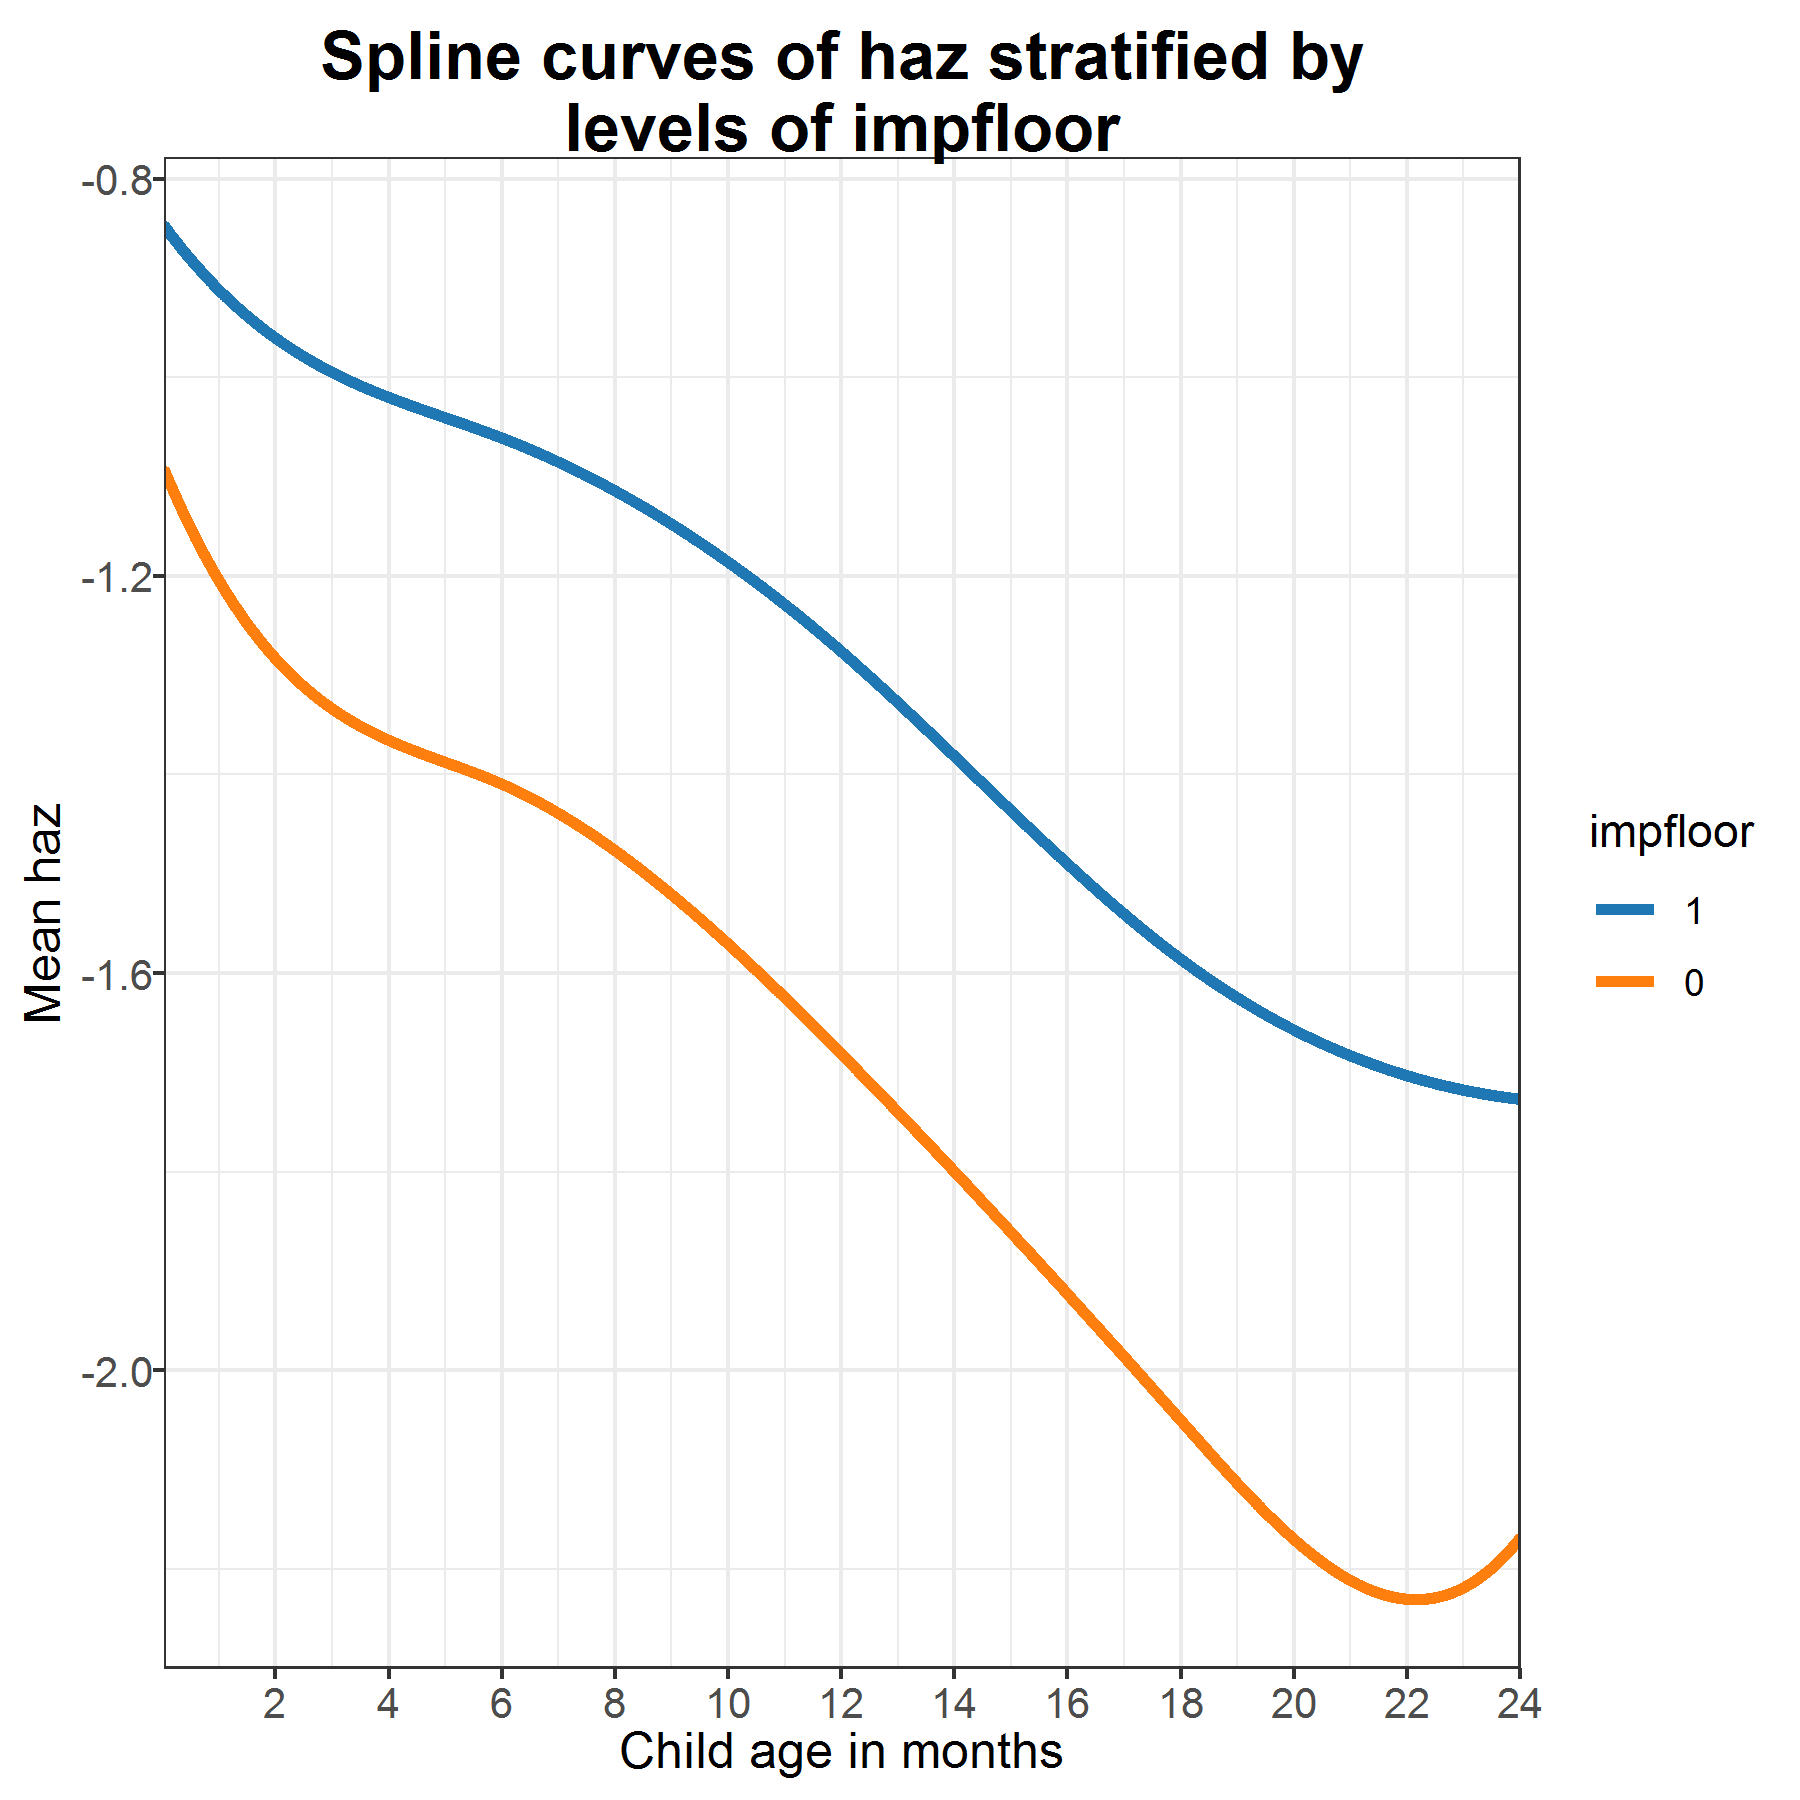 Spline curves of haz stratified by
levels of impfloor
-0.8
-1.2
-1.6
-2.0
Mean haz
2 4 6 8 10 12 14 16 18 20 22 24
Child age in months
impfloor
1
0